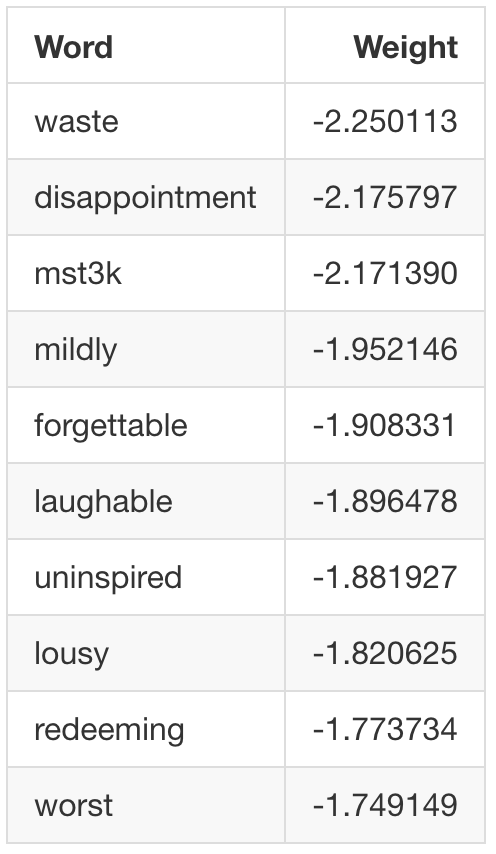 Word Weight
waste -2.250113
disappointment -2.175797
mst3k -2.171390
mildly -1.952146
forgettable -1.908331
laughable -1.896478
uninspired -1.881927
lousy -1.820625
redeeming -1.773734
worst -1.749149